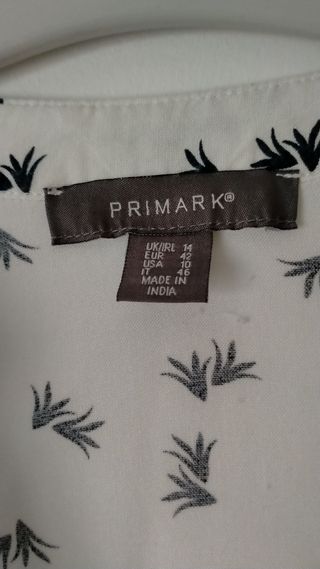 PRIMARK®
UK/IRL 14
EUR 42
USA 10
IT 46
MADE IN
INDIA